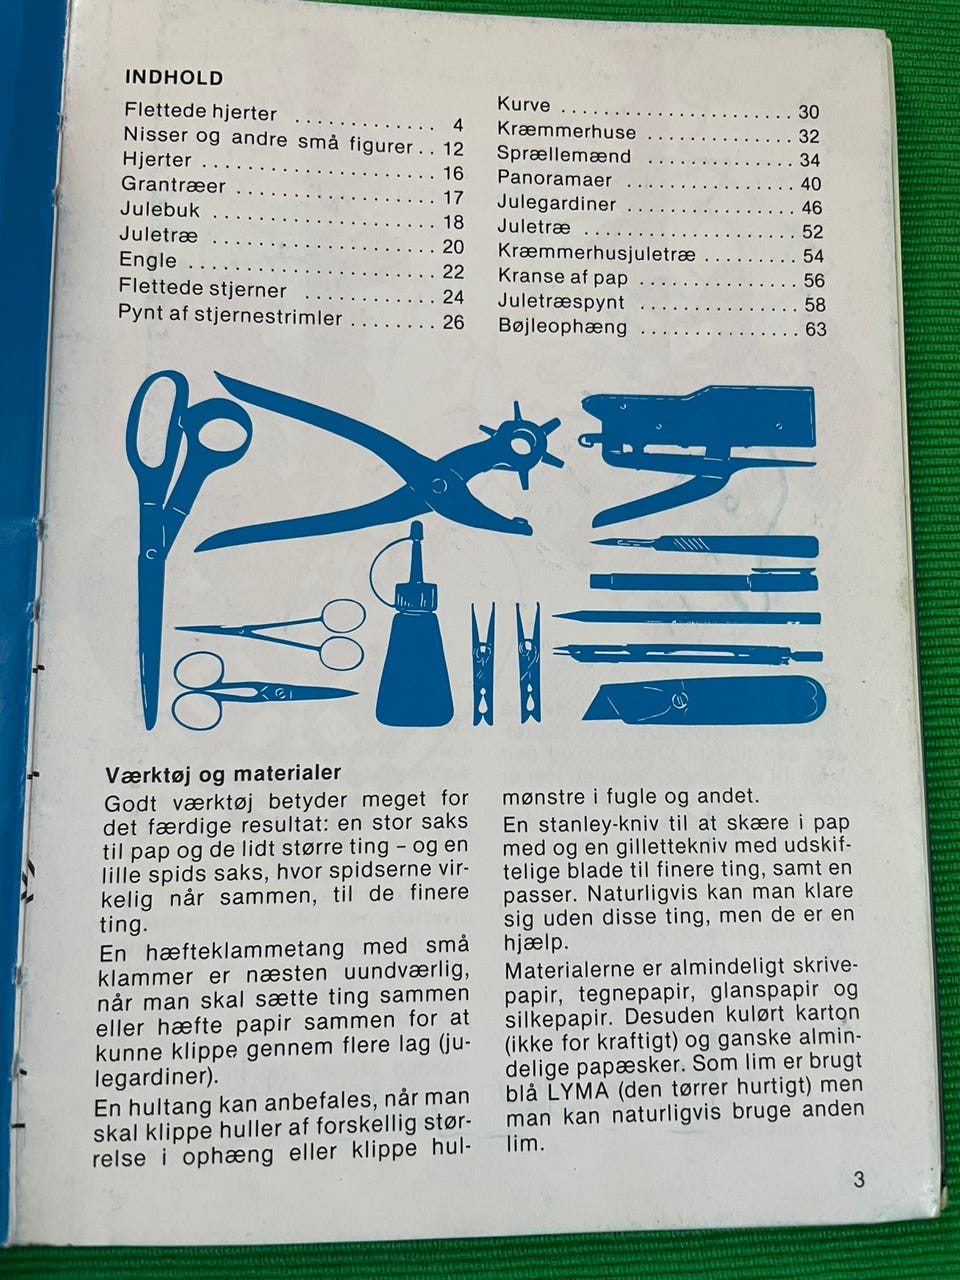 INDHOLD
Flettede hjerter ............. 4
Nisser og andre små figurer .. 12
Hjerter ................. 16
Grantræer ............... 17
Julebuk ................. 18
Juletræ ................. 20
Engle ................... 22
Flettede stjerner .......... 24
Pynt af stjernestrimler ........ 26
Kurve ....................... 30
Kræmmerhuse ............. 32
Sprællemænd ............. 34
Panoramaer .............. 40
Julegardiner .............. 46
Juletræ ................... 52
Kræmmerhusjuletræ ......... 54
Kranse af pap .............. 56
Juletræspynt .............. 58
Bøjleophæng .............. 63
Værktøj og materialer
Godt værktøj betyder meget for
det færdige resultat: en stor saks
til pap og de lidt større ting – og en
lille spids saks, hvor spidserne vir-
kelig når sammen, til de finere
ting.
En hæfteklammetang med små
klammer er næsten uundværlig,
når man skal sætte ting sammen
eller hæfte papir sammen for at
kunne klippe gennem flere lag (ju-
legardiner).
En hultang kan anbefales, når man
skal klippe huller af forskellig stør-
relse i ophæng eller klippe hul-
mønstre i fugle og andet.
En stanley-kniv til at skære i pap
med og en gillettekniv med udskif-
telige blade til finere ting, samt en
passer. Naturligvis kan man klare
sig uden disse ting, men de er en
hjælp.
Materialerne er almindeligt skrive-
papir, tegnepapir, glanspapir og
silkepapir. Desuden kulørt karton
(ikke for kraftigt) og ganske almin-
delige papæsker. Som lim er brugt
blå LYMA (den tørrer hurtigt) men
man kan naturligvis bruge anden
lim.
3